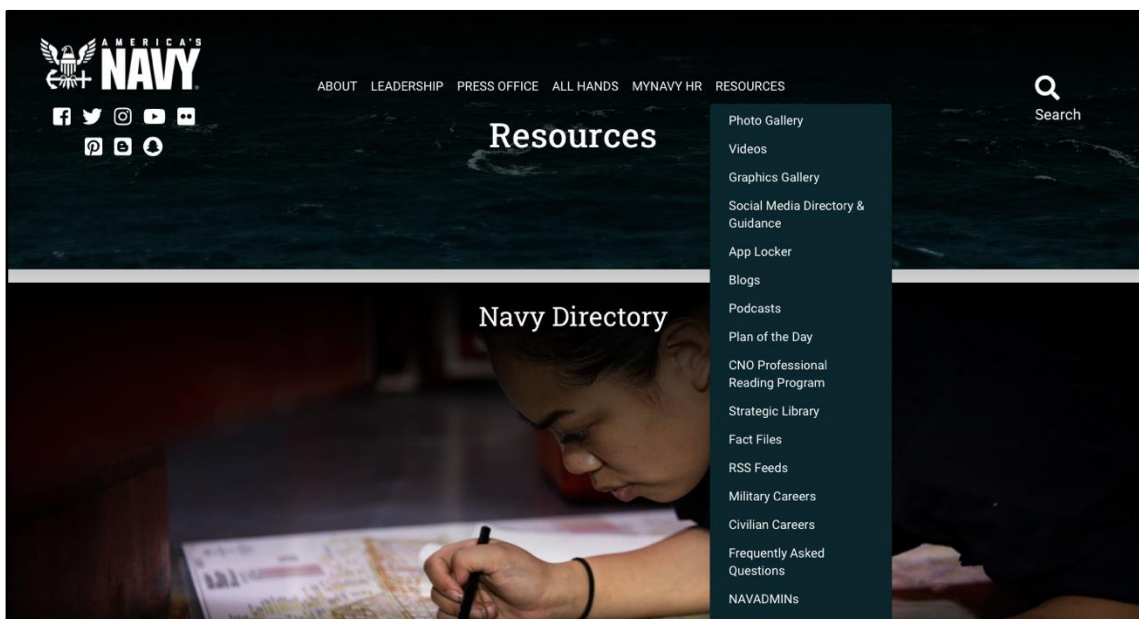 AMERICA'S
NAVY
ABOUT LEADERSHIP PRESS OFFICE ALL HANDS MYNAVY HR RESOURCES
Search
Resources
Photo Gallery
Videos
Graphics Gallery
Social Media Directory &
Guidance
App Locker
Blogs
Podcasts
Plan of the Day
CNO Professional
Reading Program
Strategic Library
Fact Files
RSS Feeds
Military Careers
Civilian Careers
Frequently Asked
Questions
NAVADMINs
Navy Directory